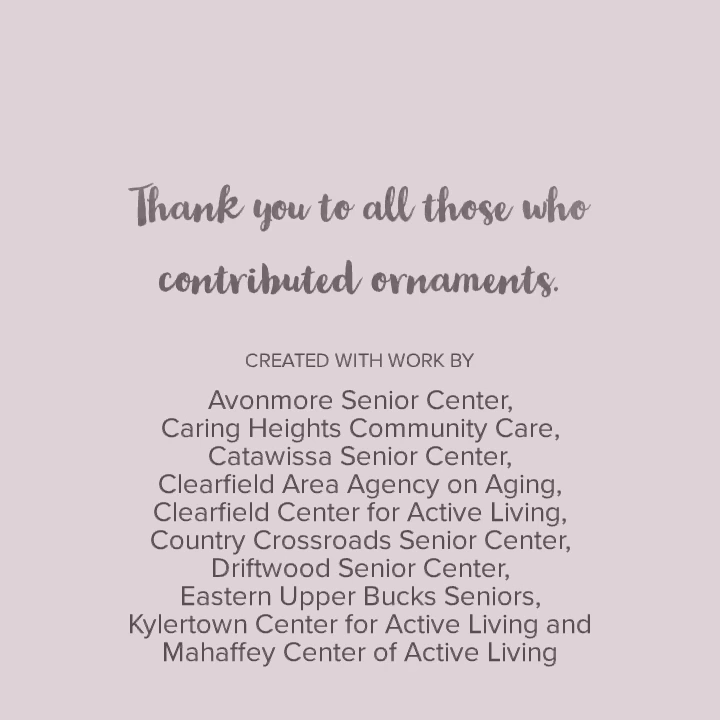 Thank you to all those who
contributed ornaments.
CREATED WITH WORK BY
Avonmore Senior Center,
Caring Heights Community Care,
Catawissa Senior Center,
Clearfield Area Agency on Aging,
Clearfield Center for Active Living,
Country Crossroads Senior Center,
Driftwood Senior Center,
Eastern Upper Bucks Seniors,
Kylertown Center for Active Living and
Mahaffey Center of Active Living